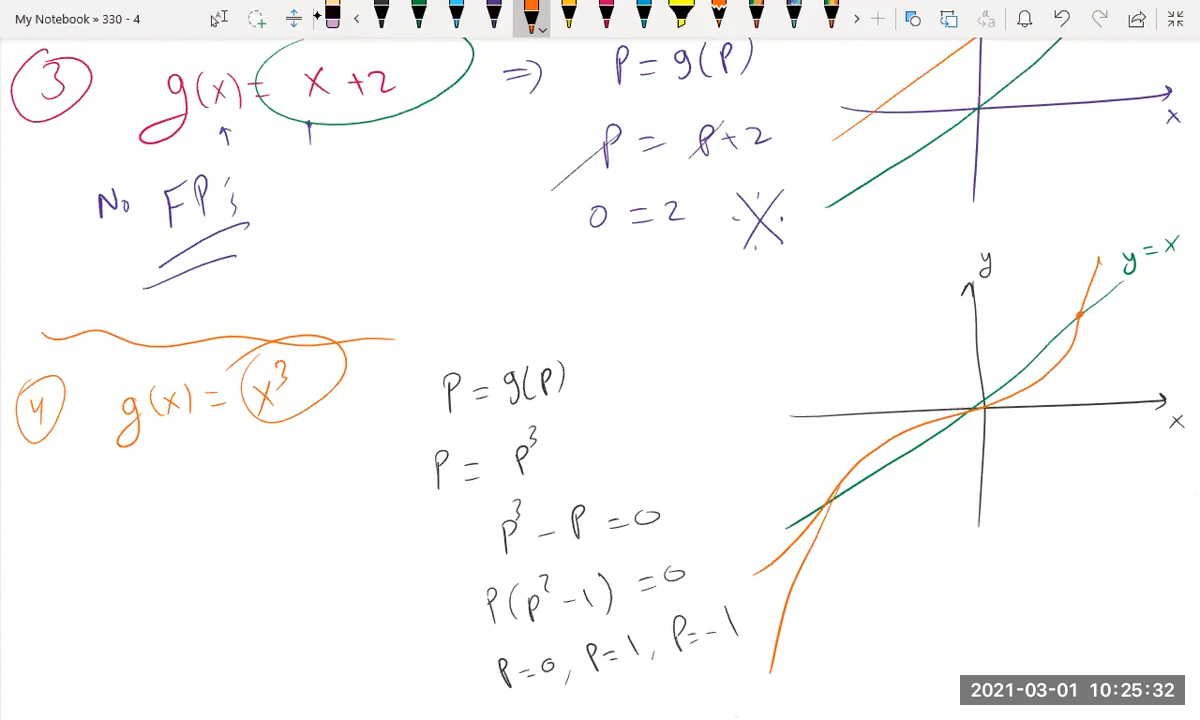 My Notebook » 330 - 4
3
g(x) = x + 2 => P = g(P)
P = P + 2
No FP's
0 = 2 X
x
4
g(x) = x³
P = g(P)
P = P³
P³ - P = 0
P(P² - 1) = 0
P = 0, P = 1, P = -1
y
y = x
x
2021-03-01 10:25:32